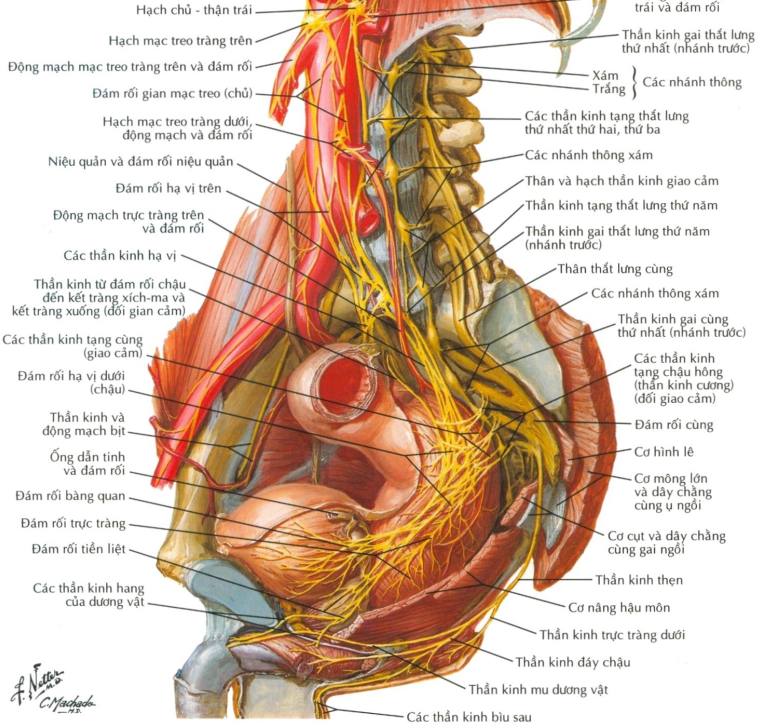 Hạch chủ - thận trái
Hạch mạc treo tràng trên
Động mạch mạc treo tràng trên và đám rối
Đám rối gian mạc treo (chủ)
Hạch mạc treo tràng dưới,
động mạch và đám rối
Niệu quản và đám rối niệu quản
Đám rối hạ vị trên
Động mạch trực tràng trên
và đám rối
Các thần kinh hạ vị
Thần kinh từ đám rối chậu
đến kết tràng xích-ma và
kết tràng xuống (đối gian cảm)
Các thần kinh tạng cùng
(giao cảm)
Đám rối hạ vị dưới
(chậu)
Thần kinh và
động mạch bịt
Ống dẫn tinh
và đám rối
Đám rối bàng quan
Đám rối trực tràng
Đám rối tiền liệt
Các thần kinh hang
của dương vật
trái và đám rối
Thần kinh gai thắt lưng
thứ nhất (nhánh trước)
Xám
Trắng
Các nhánh thông
Các thần kinh tạng thắt lưng
thứ nhất thứ hai, thứ ba
Các nhánh thông xám
Thân và hạch thần kinh giao cảm
Thần kinh tạng thắt lưng thứ năm
Thần kinh gai thắt lưng thứ năm
(nhánh trước)
Thân thắt lưng cùng
Các nhánh thông xám
Thần kinh gai cùng
thứ nhất (nhánh trước)
Các thần kinh
tạng chậu hông
(thần kinh cương)
(đối giao cảm)
Đám rối cùng
Cơ hình lê
Cơ mông lớn
và dây chằng
cùng ụ ngồi
Cơ cụt và dây chằng
cùng gai ngồi
Thần kinh thẹn
Cơ nâng hậu môn
Thần kinh trực tràng dưới
Thần kinh đáy chậu
Thần kinh mu dương vật
Các thần kinh bìu sau
F. Netter
M.D.
C. Machado
M.D.